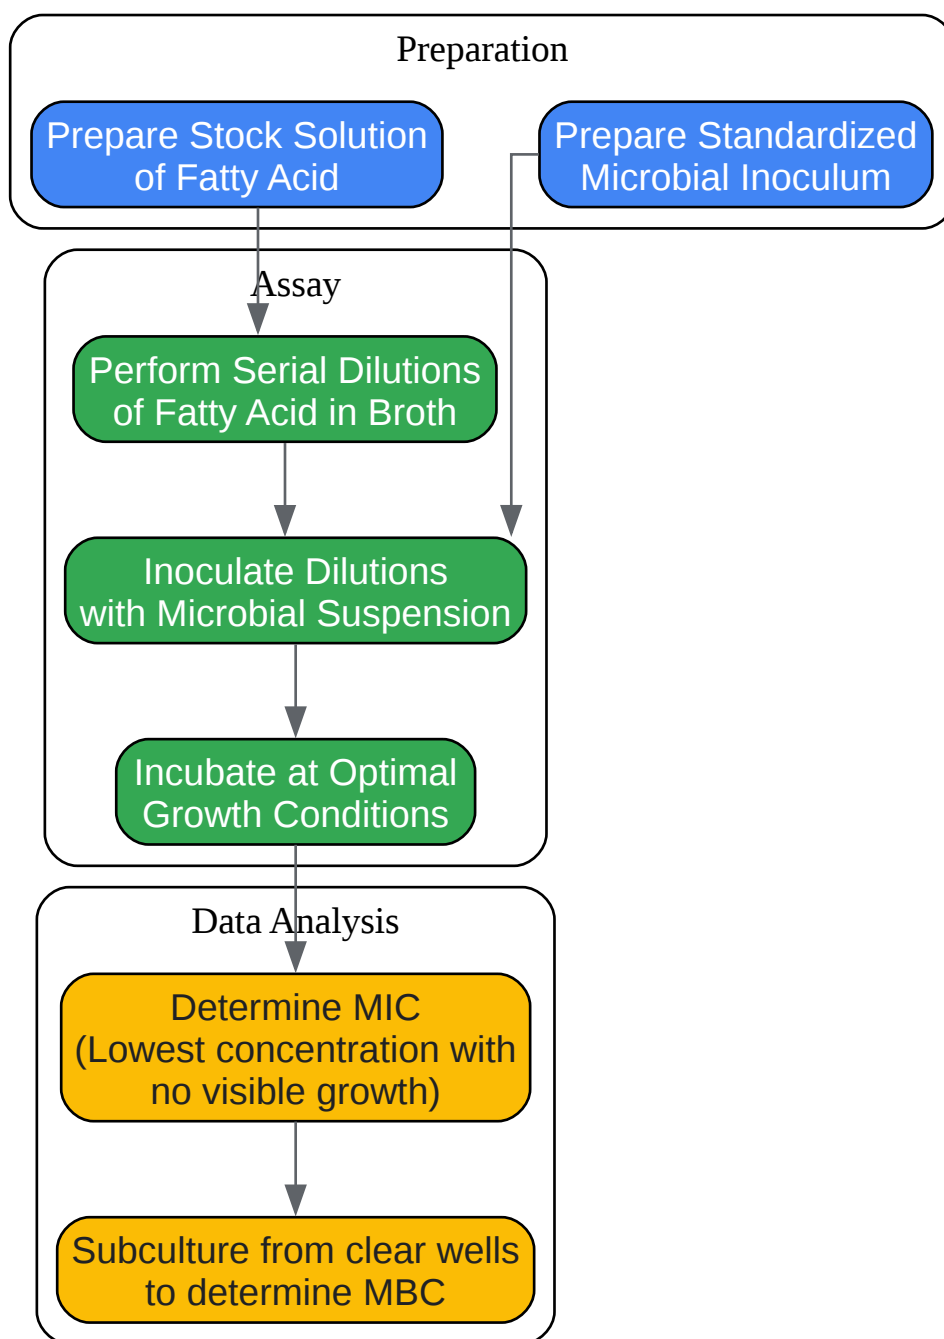 Preparation
Prepare Stock Solution
of Fatty Acid
Prepare Standardized
Microbial Inoculum
Assay
Perform Serial Dilutions
of Fatty Acid in Broth
Inoculate Dilutions
with Microbial Suspension
Incubate at Optimal
Growth Conditions
Data Analysis
Determine MIC
(Lowest concentration with
no visible growth)
Subculture from clear wells
to determine MBC